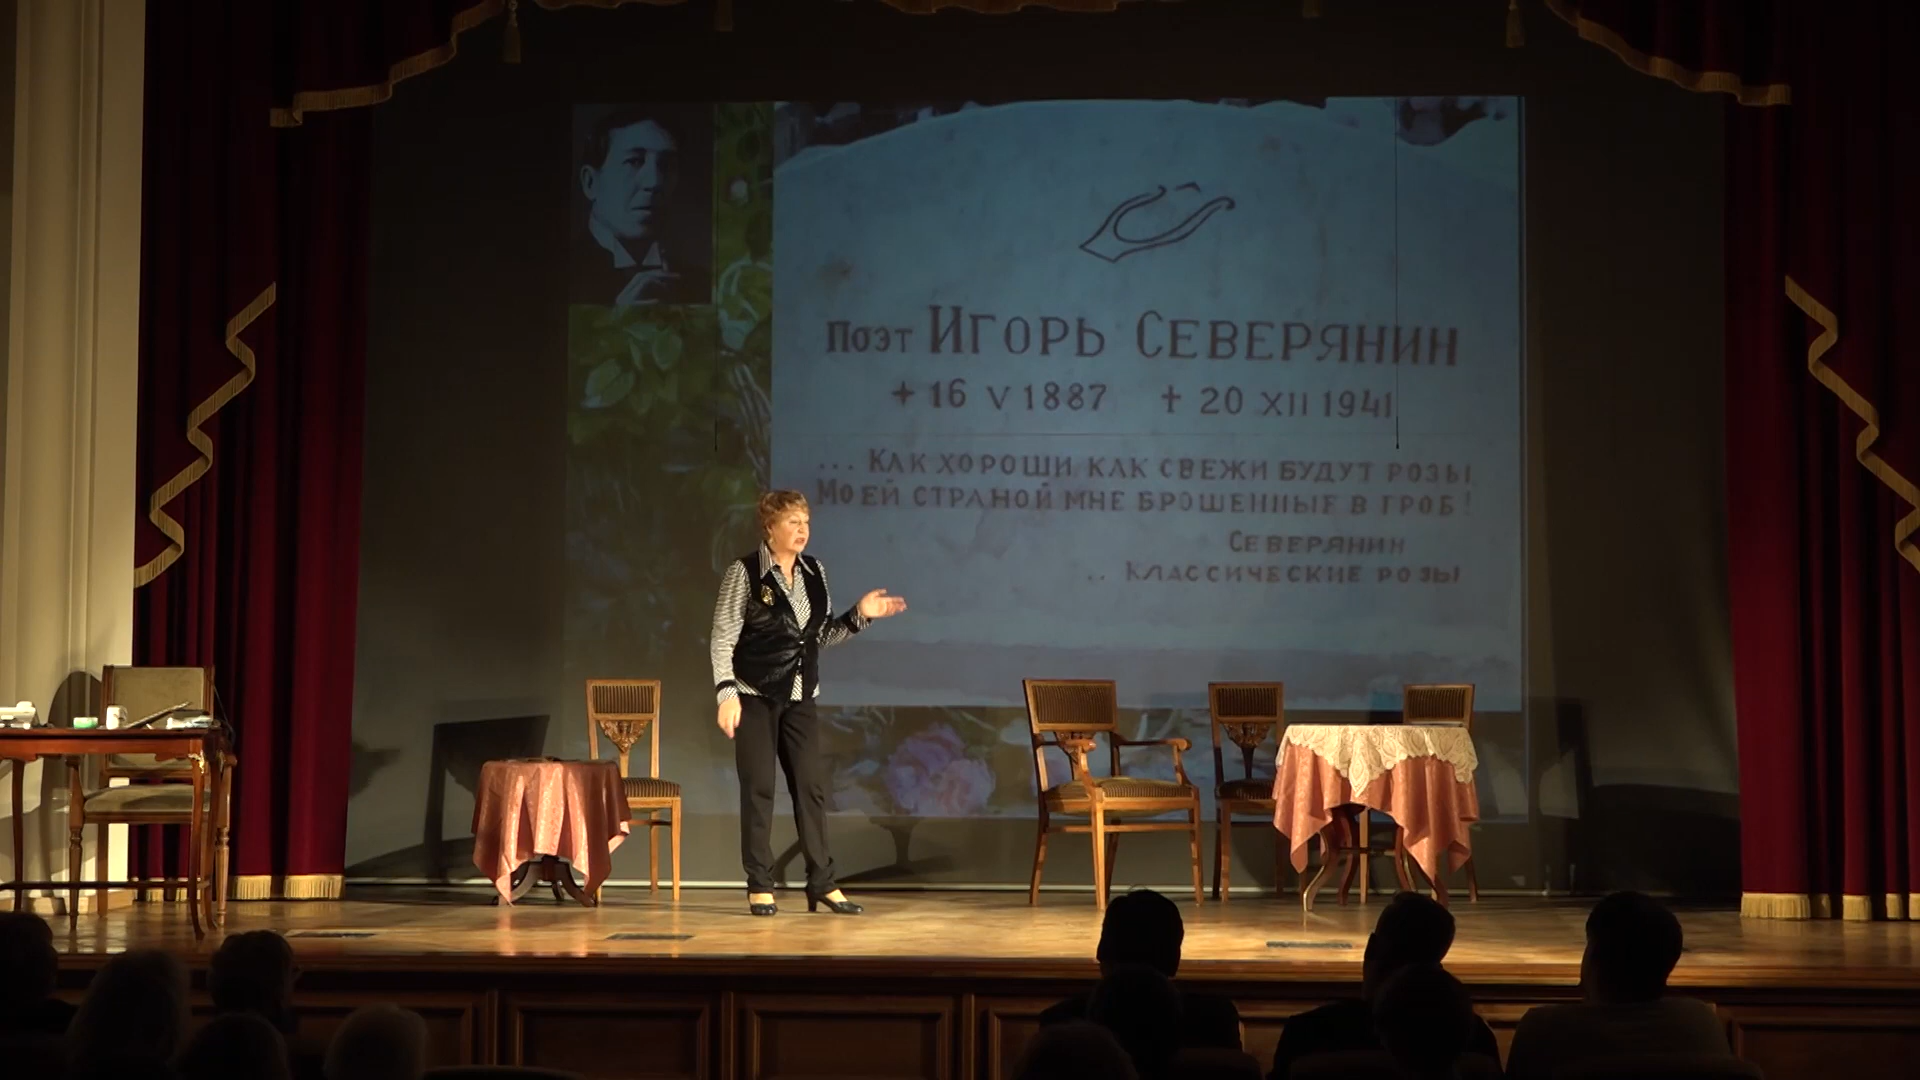 Поэт ИГОРЬ СЕВЕРЯНИН
+ 16 V 1887 † 20 XII 1941
... КАК ХОРОШИ, КАК СВЕЖИ БУДУТ РОЗЫ,
МОЕЙ СТРАНОЙ МНЕ БРОШЕННЫЕ В ГРОБ!
СЕВЕРЯНИН
.. КЛАССИЧЕСКИЕ РОЗЫ